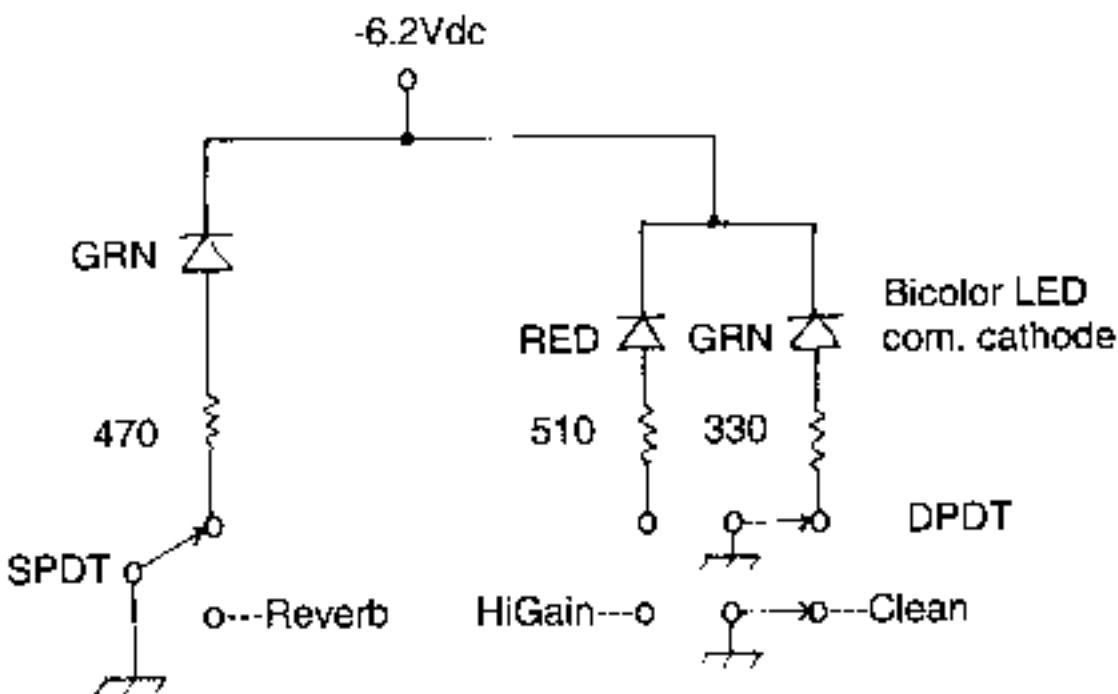 -6.2Vdc
GRN
RED
GRN
Bicolor LED
com. cathode
470
510
330
DPDT
SPDT
Reverb
HiGain
Clean